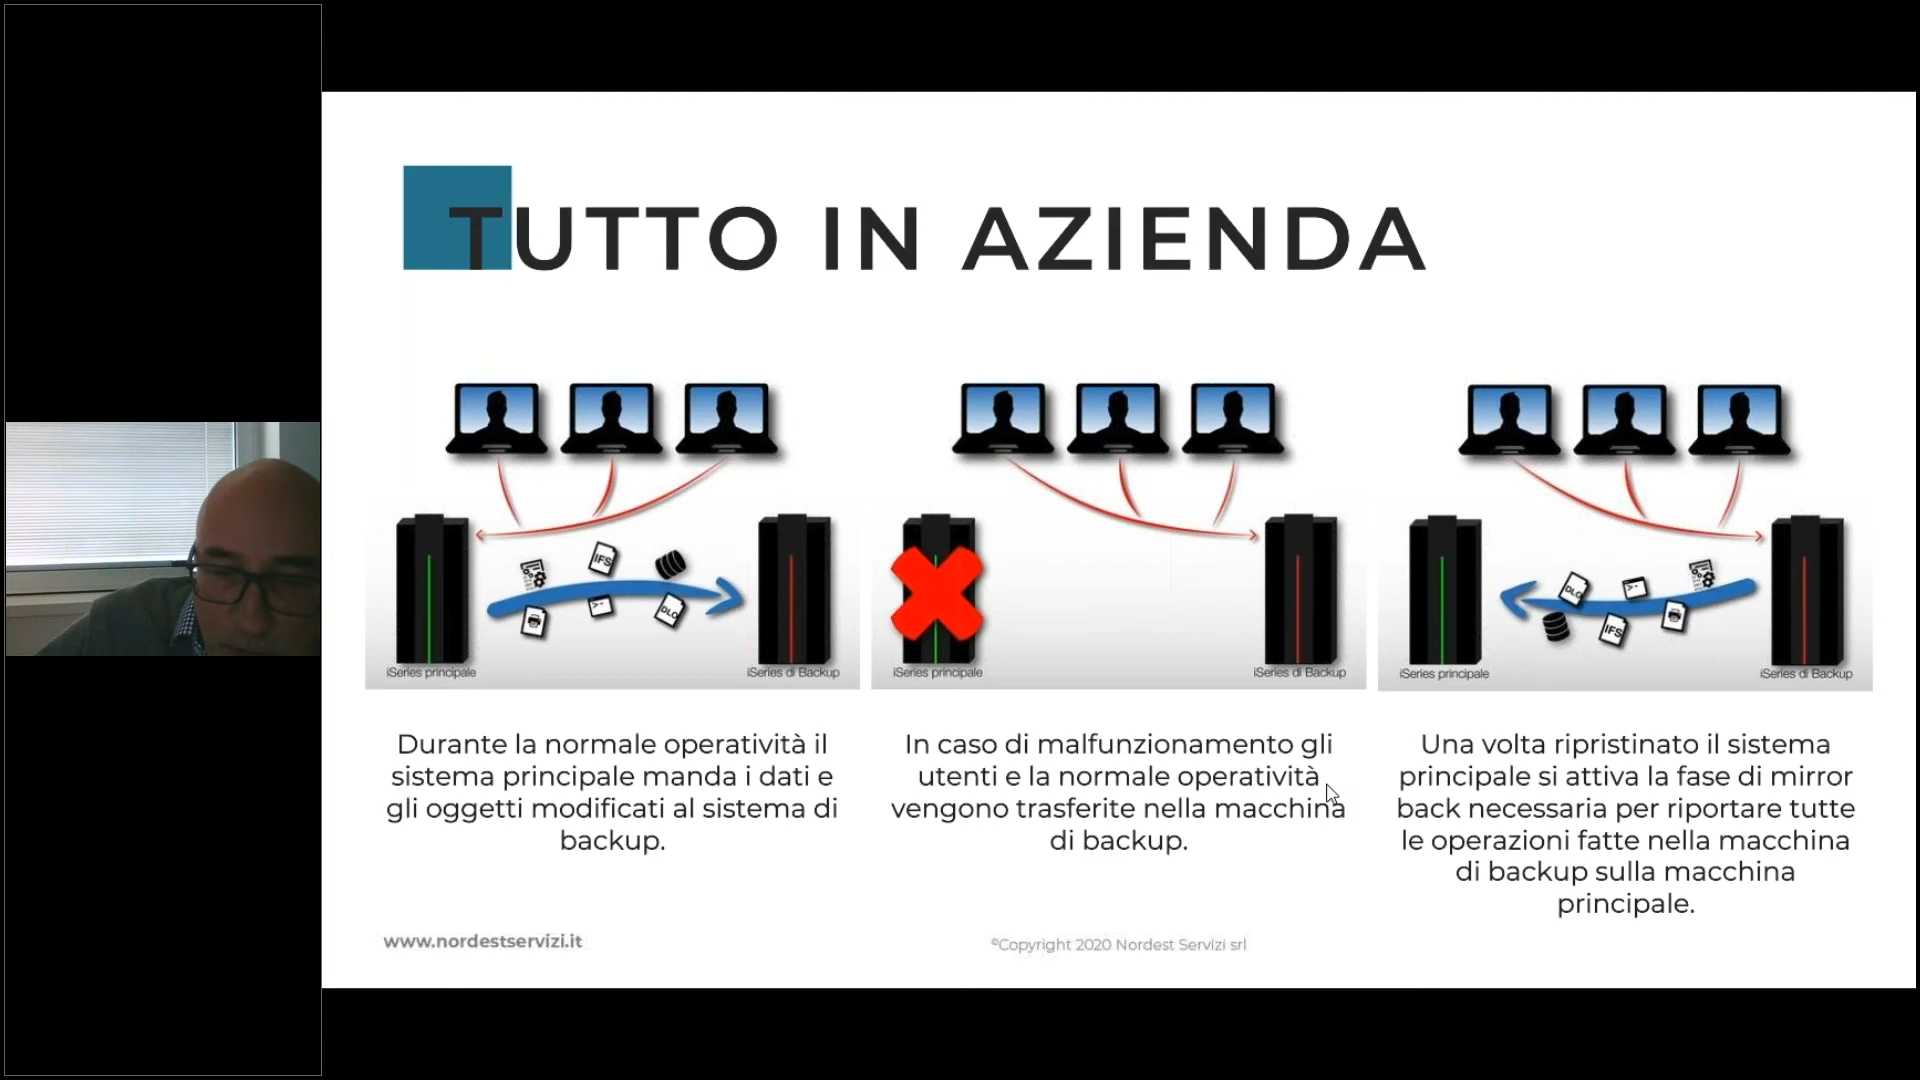 TUTTO IN AZIENDA
IFS
DLO
iSeries principale
iSeries di Backup
iSeries principale
iSeries di Backup
DLO
IFS
iSeries principale
iSeries di Backup
Durante la normale operatività il
sistema principale manda i dati e
gli oggetti modificati al sistema di
backup.
In caso di malfunzionamento gli
utenti e la normale operatività
vengono trasferite nella macchina
di backup.
Una volta ripristinato il sistema
principale si attiva la fase di mirror
back necessaria per riportare tutte
le operazioni fatte nella macchina
di backup sulla macchina
principale.
www.nordestservizi.it
©Copyright 2020 Nordest Servizi srl